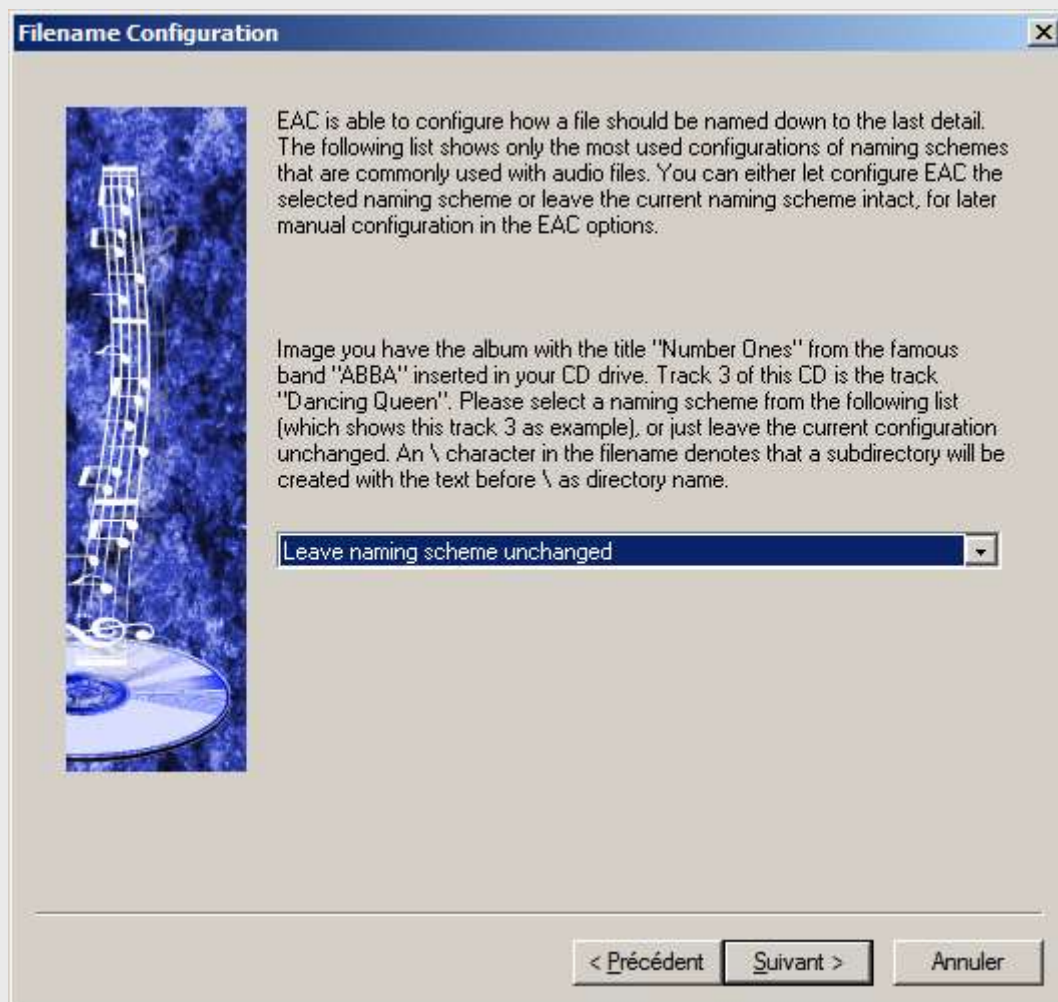 Filename Configuration
EAC is able to configure how a file should be named down to the last detail.
The following list shows only the most used configurations of naming schemes
that are commonly used with audio files. You can either let configure EAC the
selected naming scheme or leave the current naming scheme intact, for later
manual configuration in the EAC options.
Image you have the album with the title "Number Ones" from the famous
band "ABBA" inserted in your CD drive. Track 3 of this CD is the track
"Dancing Queen". Please select a naming scheme from the following list
(which shows this track 3 as example), or just leave the current configuration
unchanged. An \ character in the filename denotes that a subdirectory will be
created with the text before \ as directory name.
Leave naming scheme unchanged
< Précédent
Suivant >
Annuler